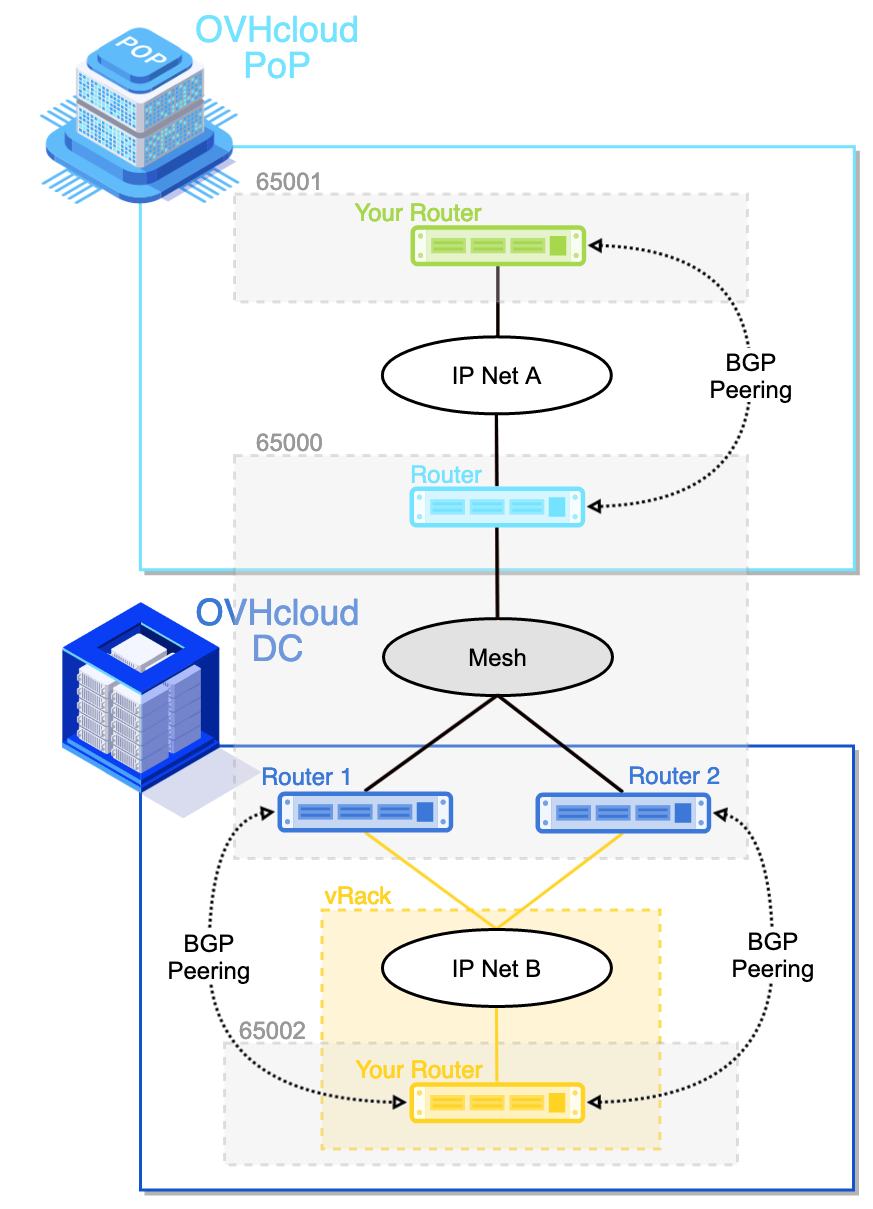 OVHcloud
PoP
POP
65001
Your Router
IP Net A
BGP
Peering
65000
Router
OVHcloud
DC
Mesh
Router 1
Router 2
vRack
BGP
Peering
IP Net B
BGP
Peering
65002
Your Router